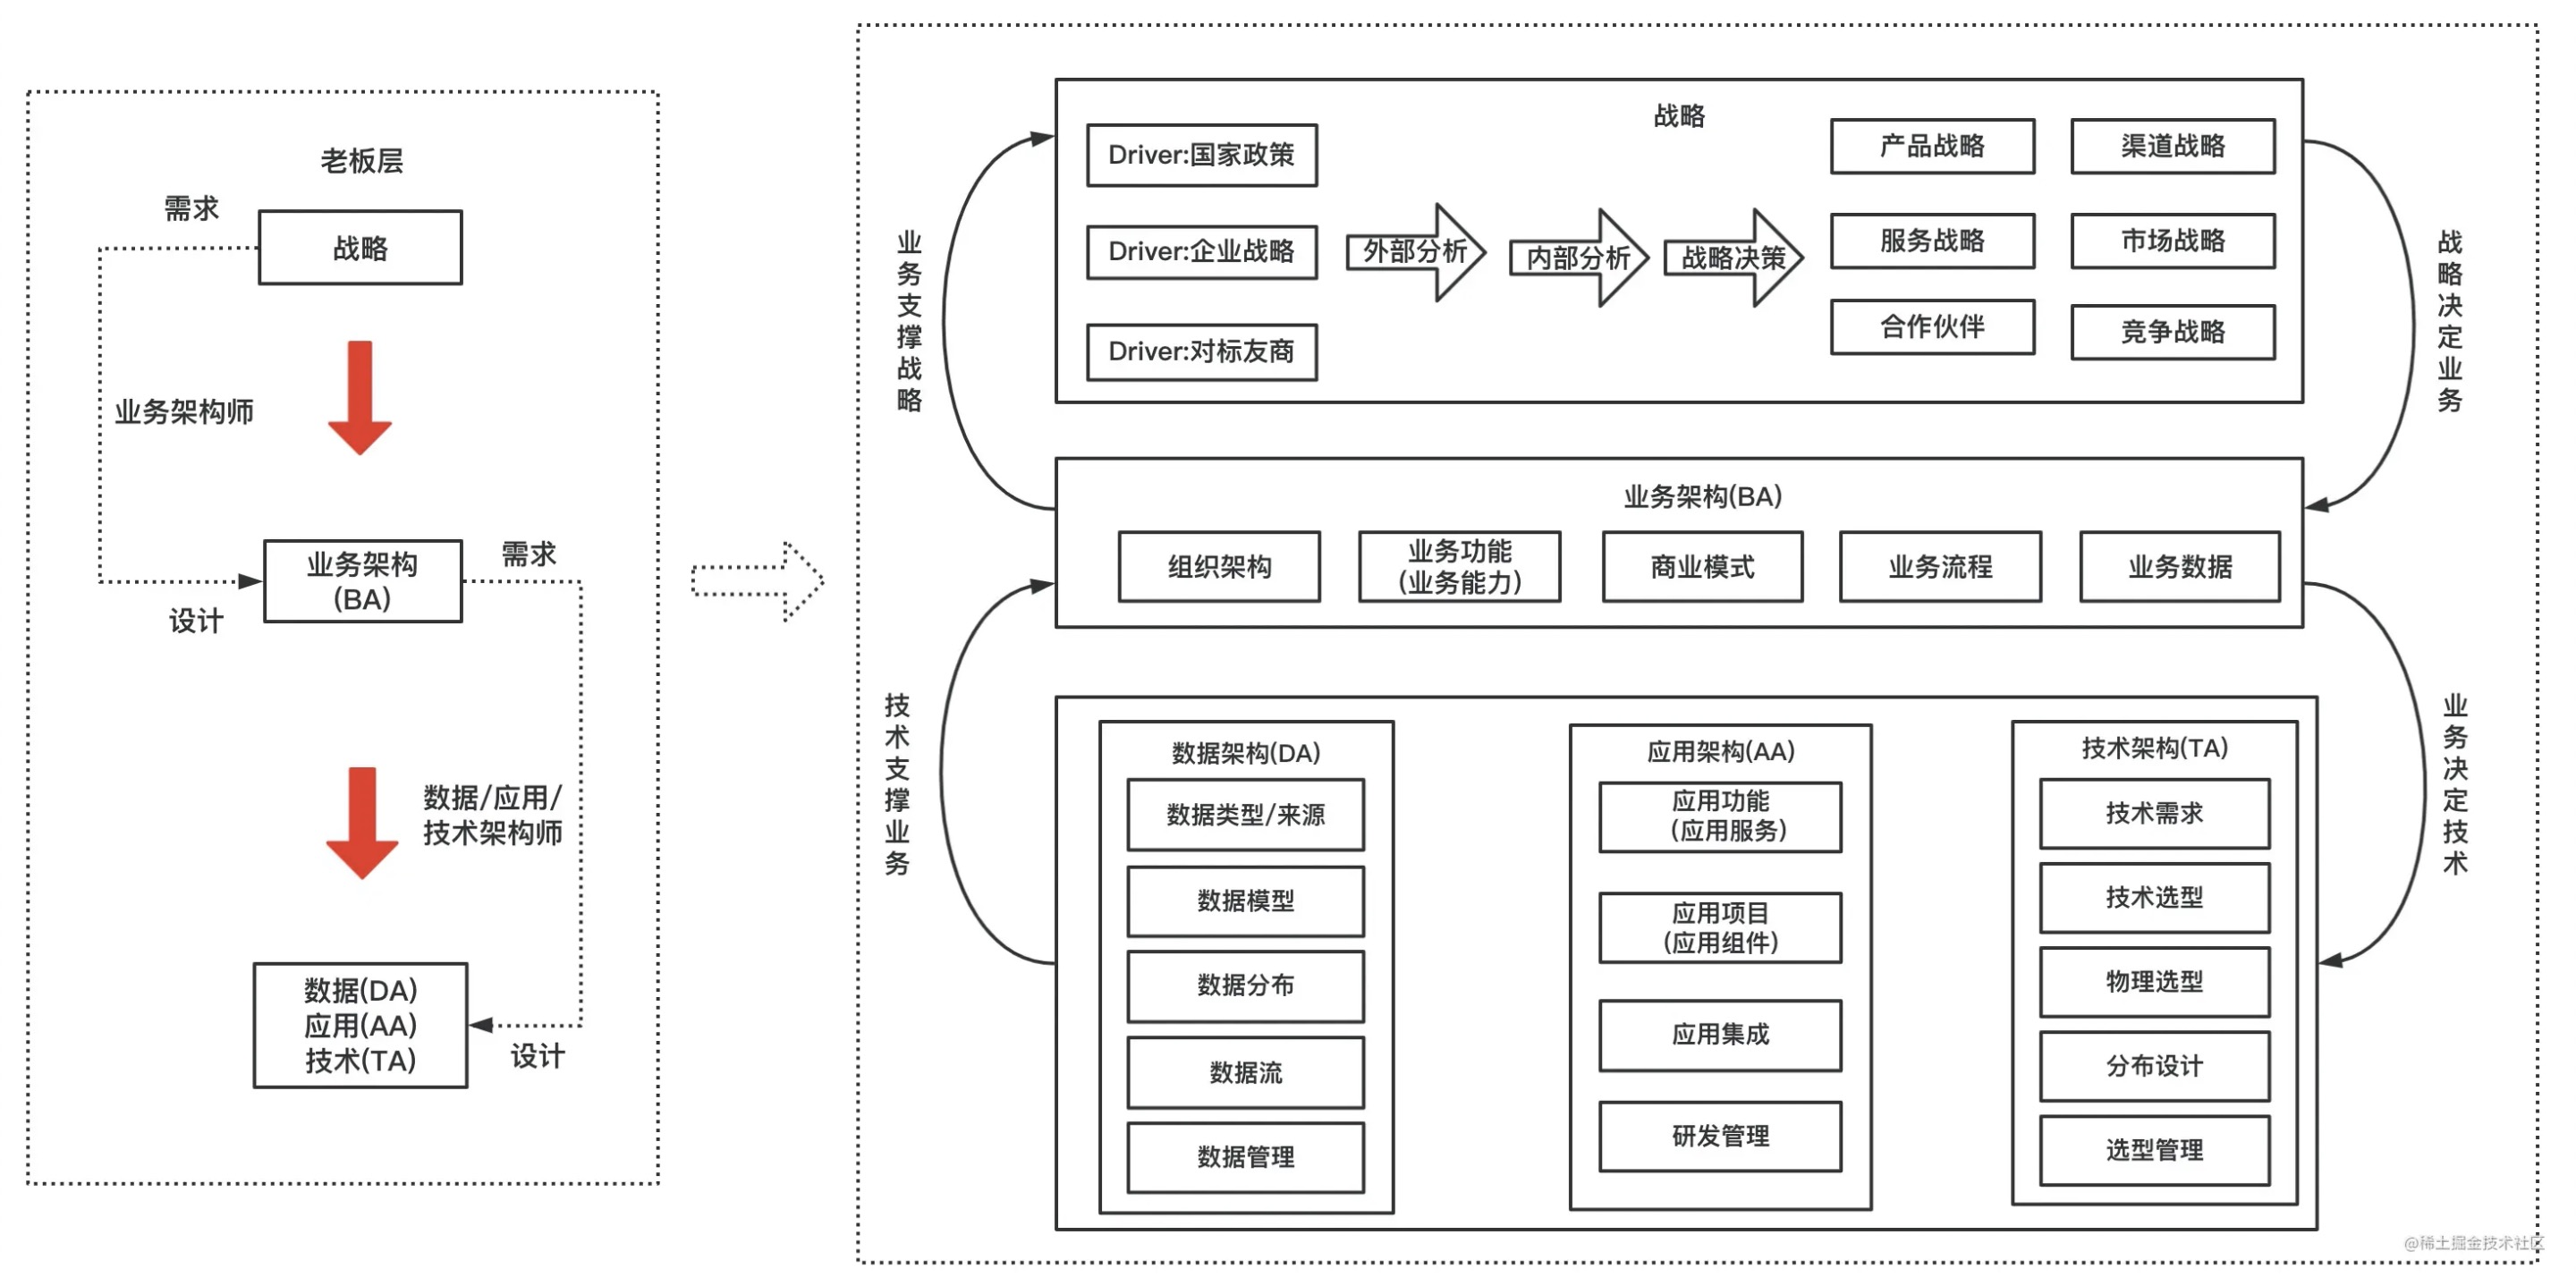 老板层
需求
战略
业务架构师
业务架构
(BA)
需求
设计
数据/应用/
技术架构师
数据(DA)
应用(AA)
技术(TA)
设计
战略
Driver:国家政策
Driver:企业战略
Driver:对标友商
外部分析
内部分析
战略决策
产品战略
渠道战略
服务战略
市场战略
合作伙伴
竞争战略
业务支撑战略
战略决定业务
业务架构(BA)
组织架构
业务功能
(业务能力)
商业模式
业务流程
业务数据
技术支撑业务
业务决定技术
数据架构(DA)
数据类型/来源
数据模型
数据分布
数据流
数据管理
应用架构(AA)
应用功能
(应用服务)
应用项目
(应用组件)
应用集成
研发管理
技术架构(TA)
技术需求
技术选型
物理选型
分布设计
选型管理
@稀土掘金技术社区